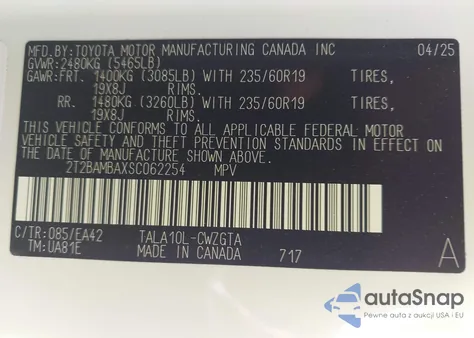 MFD.BY:TOYOTA MOTOR MANUFACTURING CANADA INC 04/25
GVWR:2480KG (5465LB)
GAWR:FRT. 1400KG (3085LB) WITH 235/60R19 TIRES,
19X8J RIMS.
RR. 1480KG (3260LB) WITH 235/60R19 TIRES,
19X8J RIMS.
THIS VEHICLE CONFORMS TO ALL APPLICABLE FEDERAL MOTOR
VEHICLE SAFETY AND THEFT PREVENTION STANDARDS IN EFFECT ON
THE DATE OF MANUFACTURE SHOWN ABOVE.
2T2BAMBAXSC062254 MPV
C/TR:085/EA42 TALA10L-CWZGTA
TM:UA81E MADE IN CANADA 717 A
autoSnap
Pewne auta z aukcji USA i EU